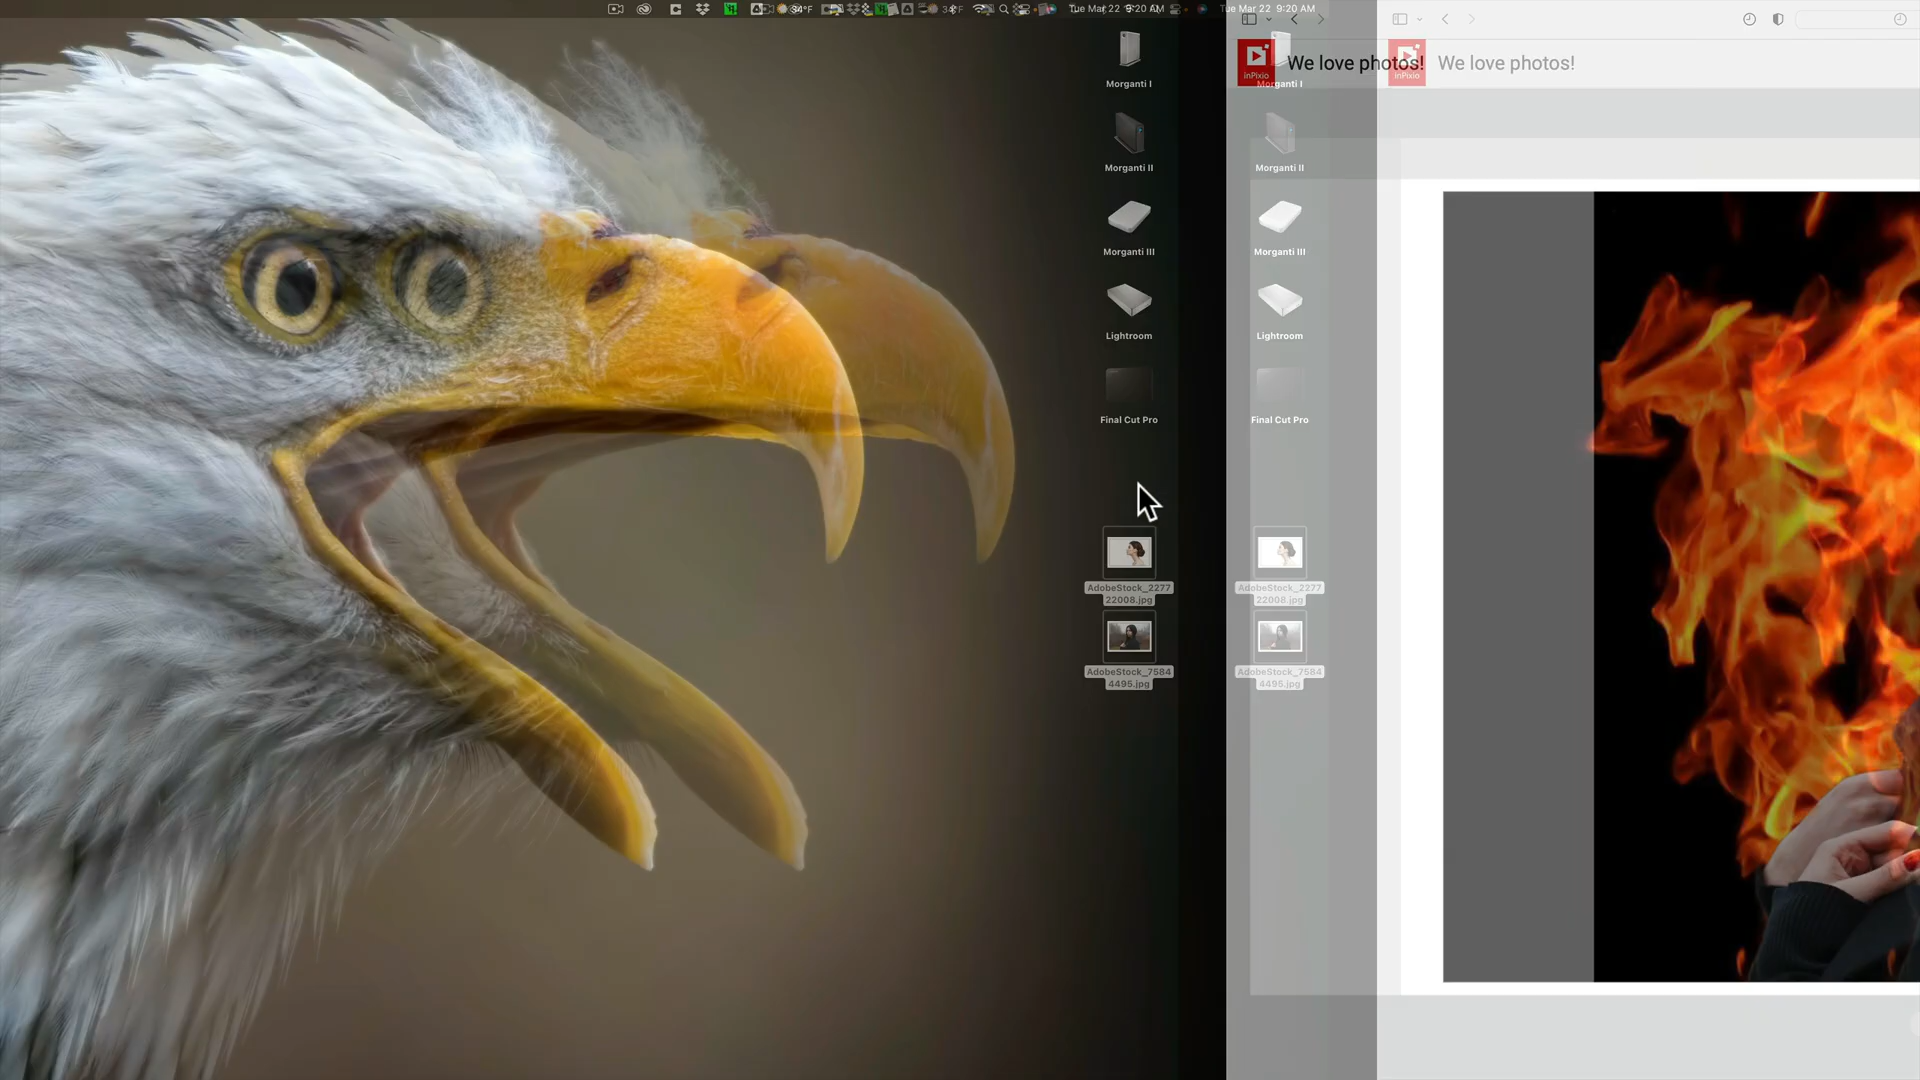 34°F
34°F
Tue Mar 22 9:20 AM
Tue Mar 22 9:20 AM
inPixio
We love photos!
inPixio
We love photos!
Morganti I
Morganti I
Morganti II
Morganti II
Morganti III
Morganti III
Lightroom
Lightroom
Final Cut Pro
Final Cut Pro
AdobeStock_2277
22008.jpg
AdobeStock_2277
22008.jpg
AdobeStock_7584
4495.jpg
AdobeStock_7584
4495.jpg